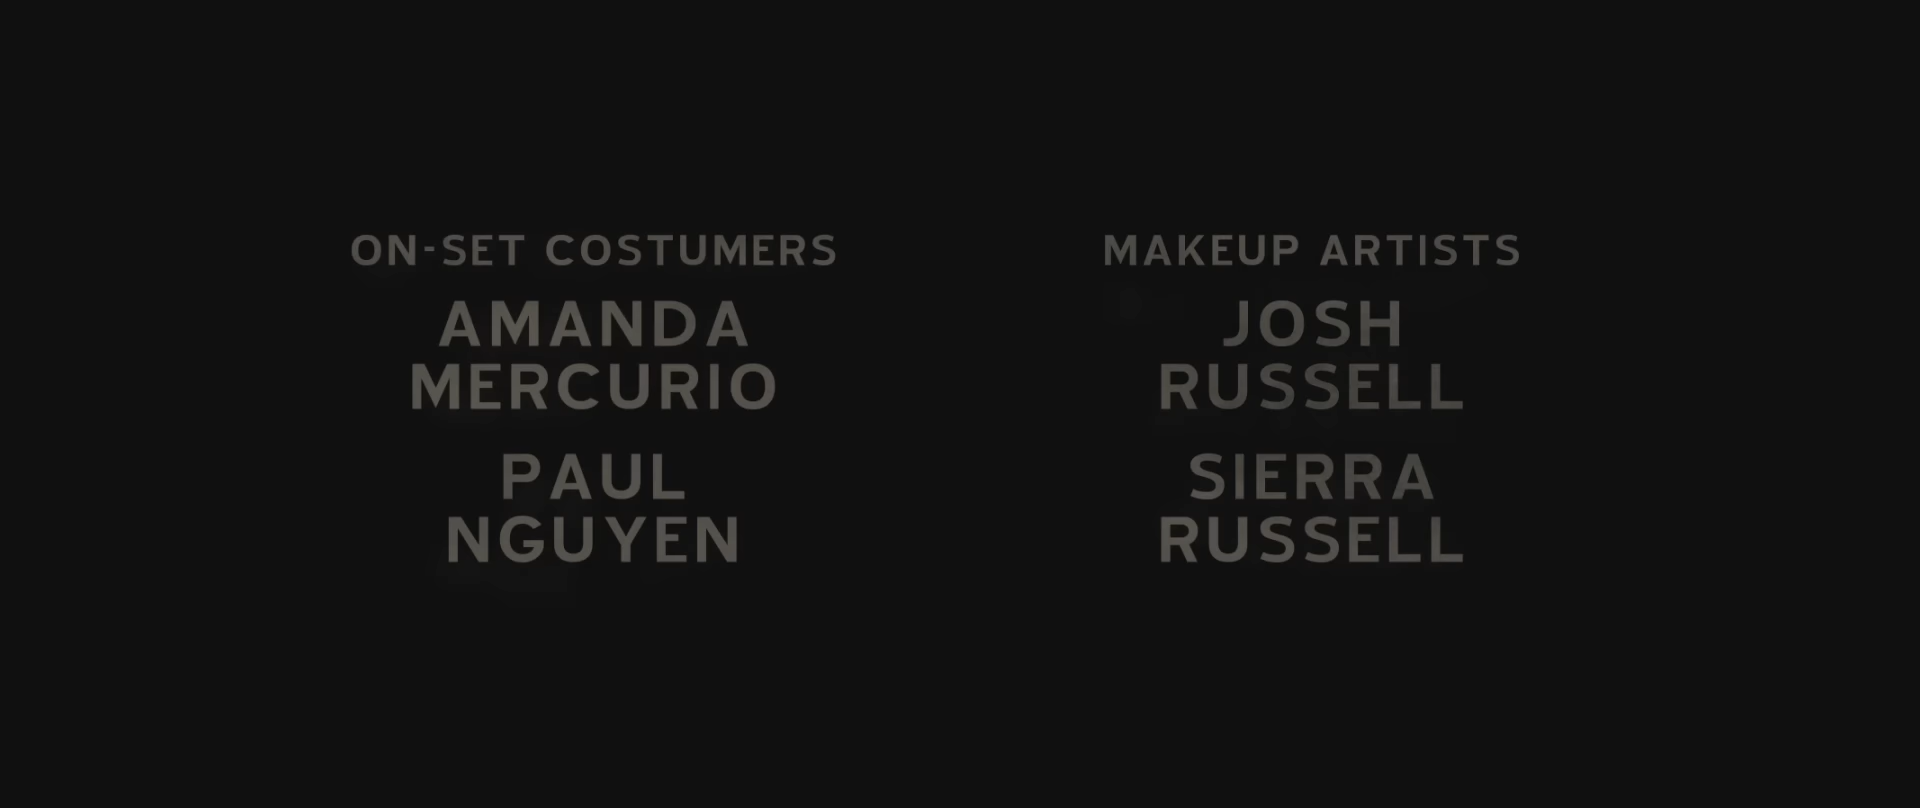 ON-SET COSTUMERS
AMANDA
MERCURIO
PAUL
NGUYEN
MAKEUP ARTISTS
JOSH
RUSSELL
SIERRA
RUSSELL